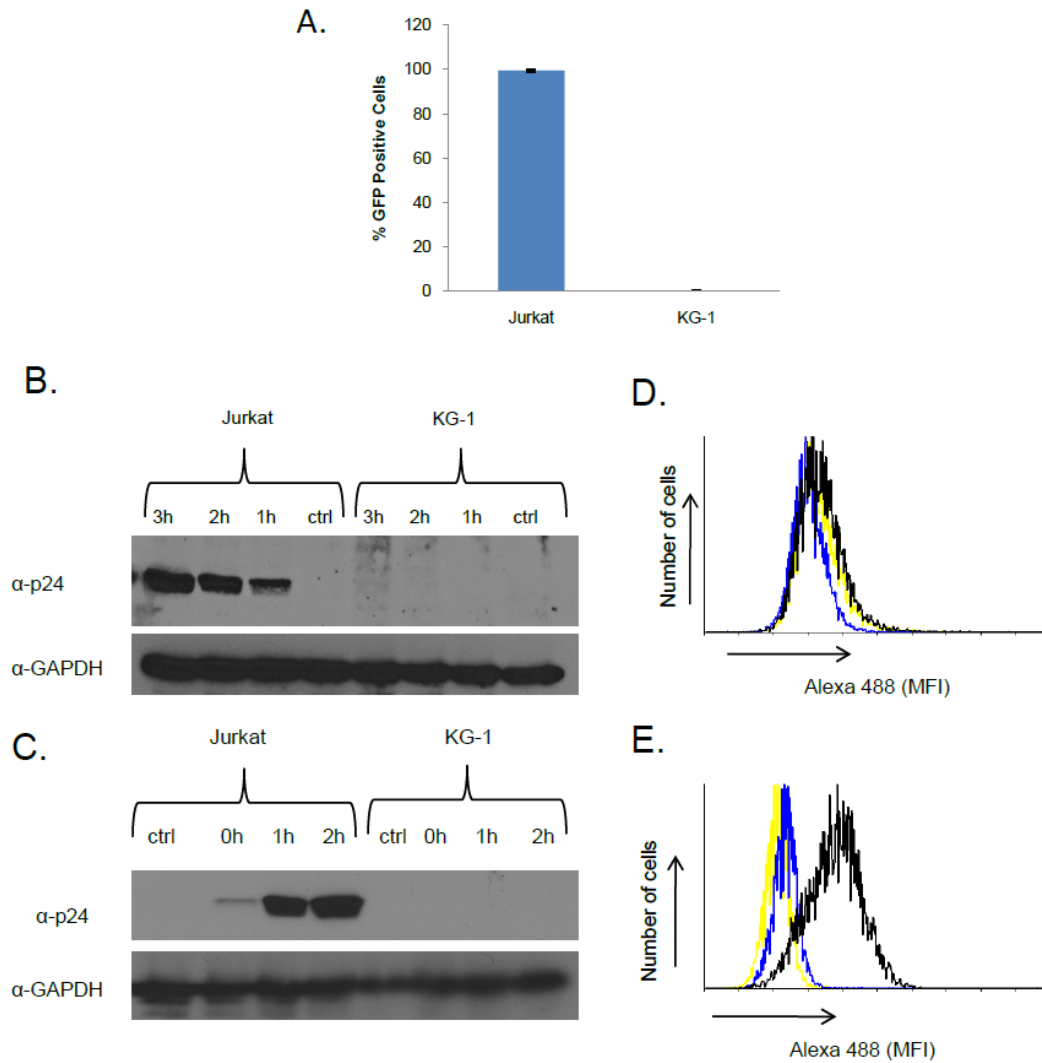 A.
120
100
80
60
40
20
0
% GFP Positive Cells
Jurkat KG-1
B.
Jurkat KG-1
3h 2h 1h ctrl 3h 2h 1h ctrl
α-p24
α-GAPDH
C.
Jurkat KG-1
ctrl 0h 1h 2h ctrl 0h 1h 2h
α-p24
α-GAPDH
D.
Number of cells
Alexa 488 (MFI)
E.
Number of cells
Alexa 488 (MFI)